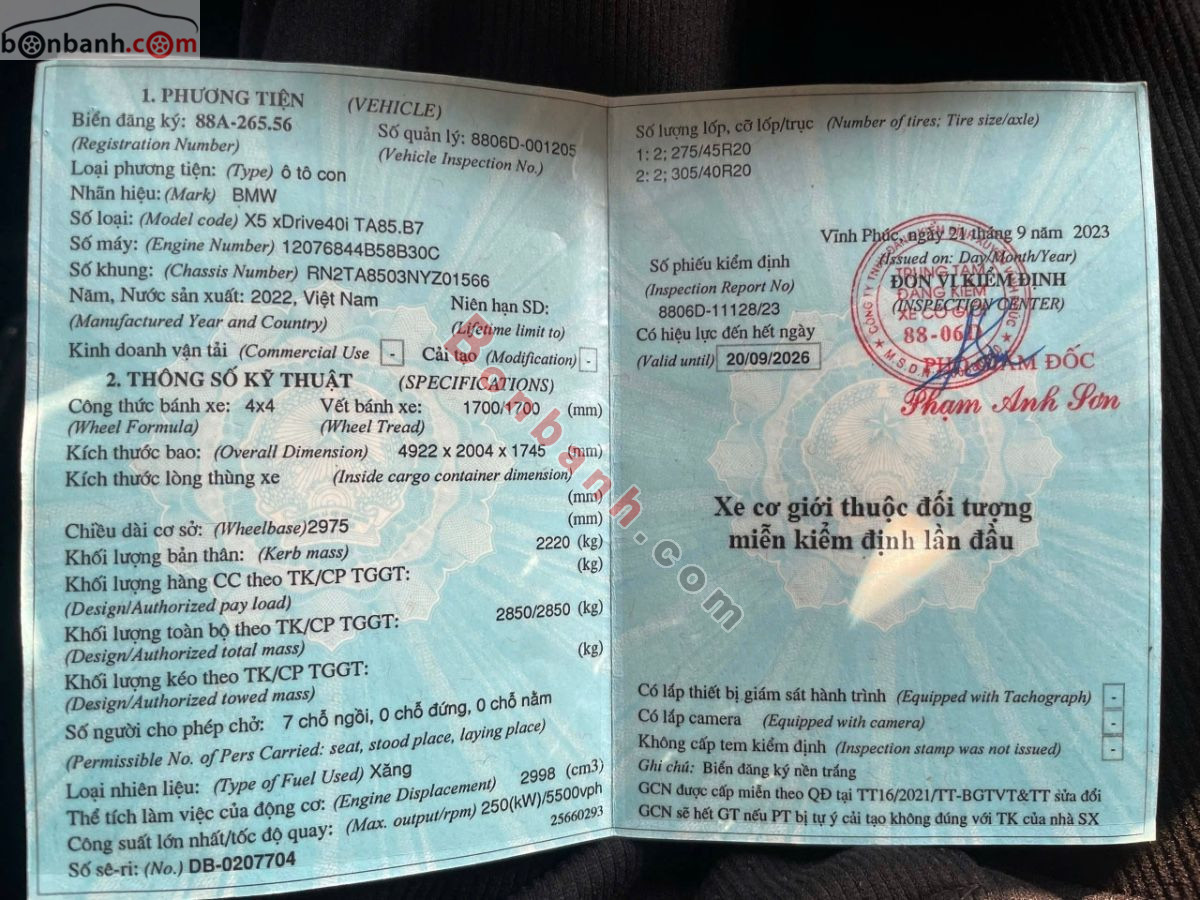 bonbanh.com
1. PHƯƠNG TIỆN (VEHICLE)
Biển đăng ký: 88A-265.56 Số quản lý: 8806D-001205
(Registration Number) (Vehicle Inspection No.)
Loại phương tiện: (Type) ô tô con
Nhãn hiệu: (Mark) BMW
Số loại: (Model code) X5 xDrive40i TA85.B7
Số máy: (Engine Number) 12076844B58B30C
Số khung: (Chassis Number) RN2TA8503NYZ01566
Năm, Nước sản xuất: 2022, Việt Nam Niên hạn SD:
(Manufactured Year and Country) (Lifetime limit to)
Kinh doanh vận tải (Commercial Use - Cải tạo (Modification) -
2. THÔNG SỐ KỸ THUẬT (SPECIFICATIONS)
Công thức bánh xe: 4x4 Vết bánh xe: 1700/1700 (mm)
(Wheel Formula) (Wheel Tread)
Kích thước bao: (Overall Dimension) 4922 x 2004 x 1745 (mm)
Kích thước lòng thùng xe (Inside cargo container dimension)
(mm)
Chiều dài cơ sở: (Wheelbase) 2975 (mm)
Khối lượng bản thân: (Kerb mass) 2220 (kg)
Khối lượng hàng CC theo TK/CP TGGT: (kg)
(Design/Authorized pay load)
Khối lượng toàn bộ theo TK/CP TGGT: 2850/2850 (kg)
(Design/Authorized total mass)
Khối lượng kéo theo TK/CP TGGT: (kg)
(Design/Authorized towed mass)
Số người cho phép chở: 7 chỗ ngồi, 0 chỗ đứng, 0 chỗ nằm
(Permissible No. of Pers Carried: seat, stood place, laying place)
Loại nhiên liệu: (Type of Fuel Used) Xăng
Thể tích làm việc của động cơ: (Engine Displacement) 2998 (cm3)
Công suất lớn nhất/tốc độ quay: (Max. output/rpm) 250(kW)/5500vph
25660293
Số sê-ri: (No.) DB-0207704
Số lượng lốp, cỡ lốp/trục (Number of tires; Tire size/axle)
1: 2; 275/45R20
2: 2; 305/40R20
Vĩnh Phúc, ngày 21 tháng 9 năm 2023
(Issued on: Day/Month/Year)
Số phiếu kiểm định ĐƠN VỊ KIỂM ĐỊNH
(Inspection Report No) (INSPECTION CENTER)
8806D-11128/23
Có hiệu lực đến hết ngày
(Valid until) 20/09/2026
TRUNG TÂM
ĐĂNG KIỂM
XE CƠ GIỚI
88-06D
PHÓ GIÁM ĐỐC
Phạm Anh Sơn
Xe cơ giới thuộc đối tượng
miễn kiểm định lần đầu
Có lắp thiết bị giám sát hành trình (Equipped with Tachograph) -
Có lắp camera (Equipped with camera) -
Không cấp tem kiểm định (Inspection stamp was not issued) -
Ghi chú: Biển đăng ký nền trắng
GCN được cấp miễn theo QĐ tại TT16/2021/TT-BGTVT&TT sửa đổi
GCN sẽ hết GT nếu PT bị tự ý cải tạo không đúng với TK của nhà SX
Bonbanh.com